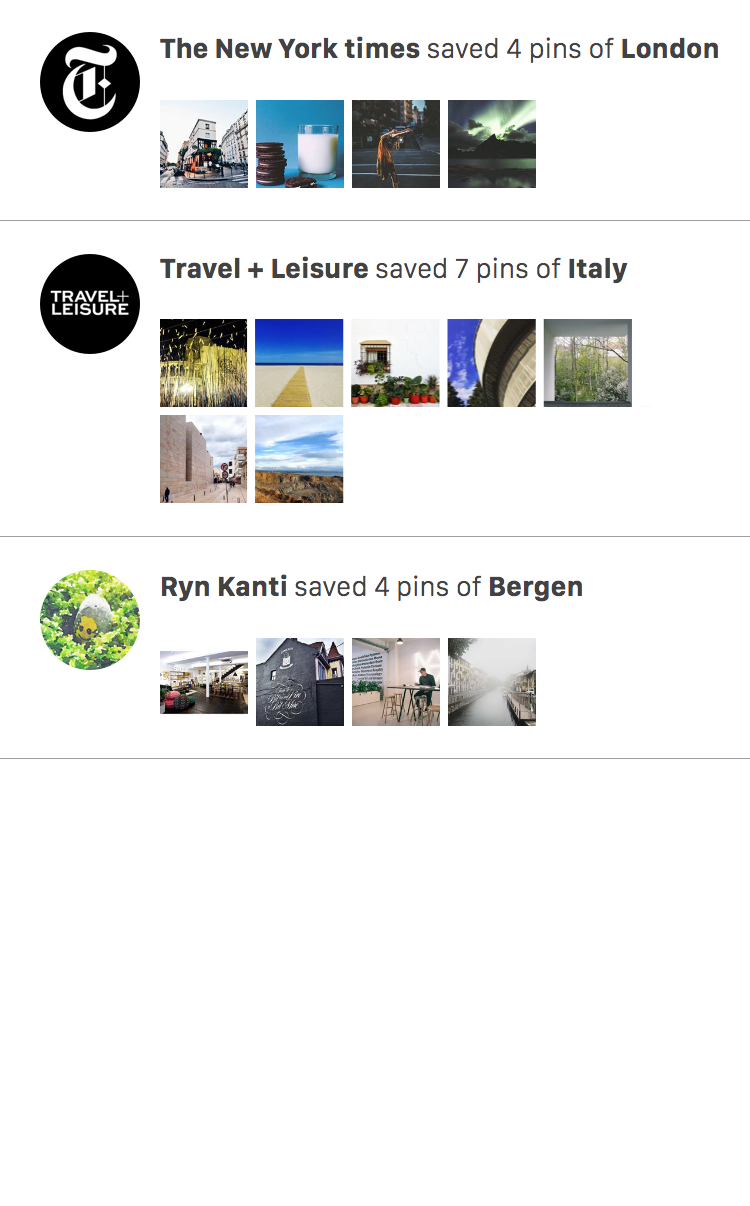 The New York times saved 4 pins of London
TRAVEL+
LEISURE
Travel + Leisure saved 7 pins of Italy
Ryn Kanti saved 4 pins of Bergen